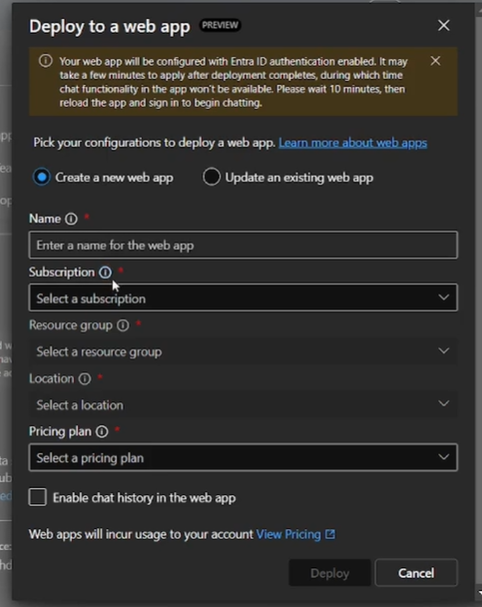 Deploy to a web app PREVIEW
Your web app will be configured with Entra ID authentication enabled. It may
take a few minutes to apply after deployment completes, during which time
chat functionality in the app won't be available. Please wait 10 minutes, then
reload the app and sign in to begin chatting.
Pick your configurations to deploy a web app. Learn more about web apps
Create a new web app Update an existing web app
Name *
Enter a name for the web app
Subscription *
Select a subscription
Resource group *
Select a resource group
Location *
Select a location
Pricing plan *
Select a pricing plan
Enable chat history in the web app
Web apps will incur usage to your account View Pricing
Deploy Cancel